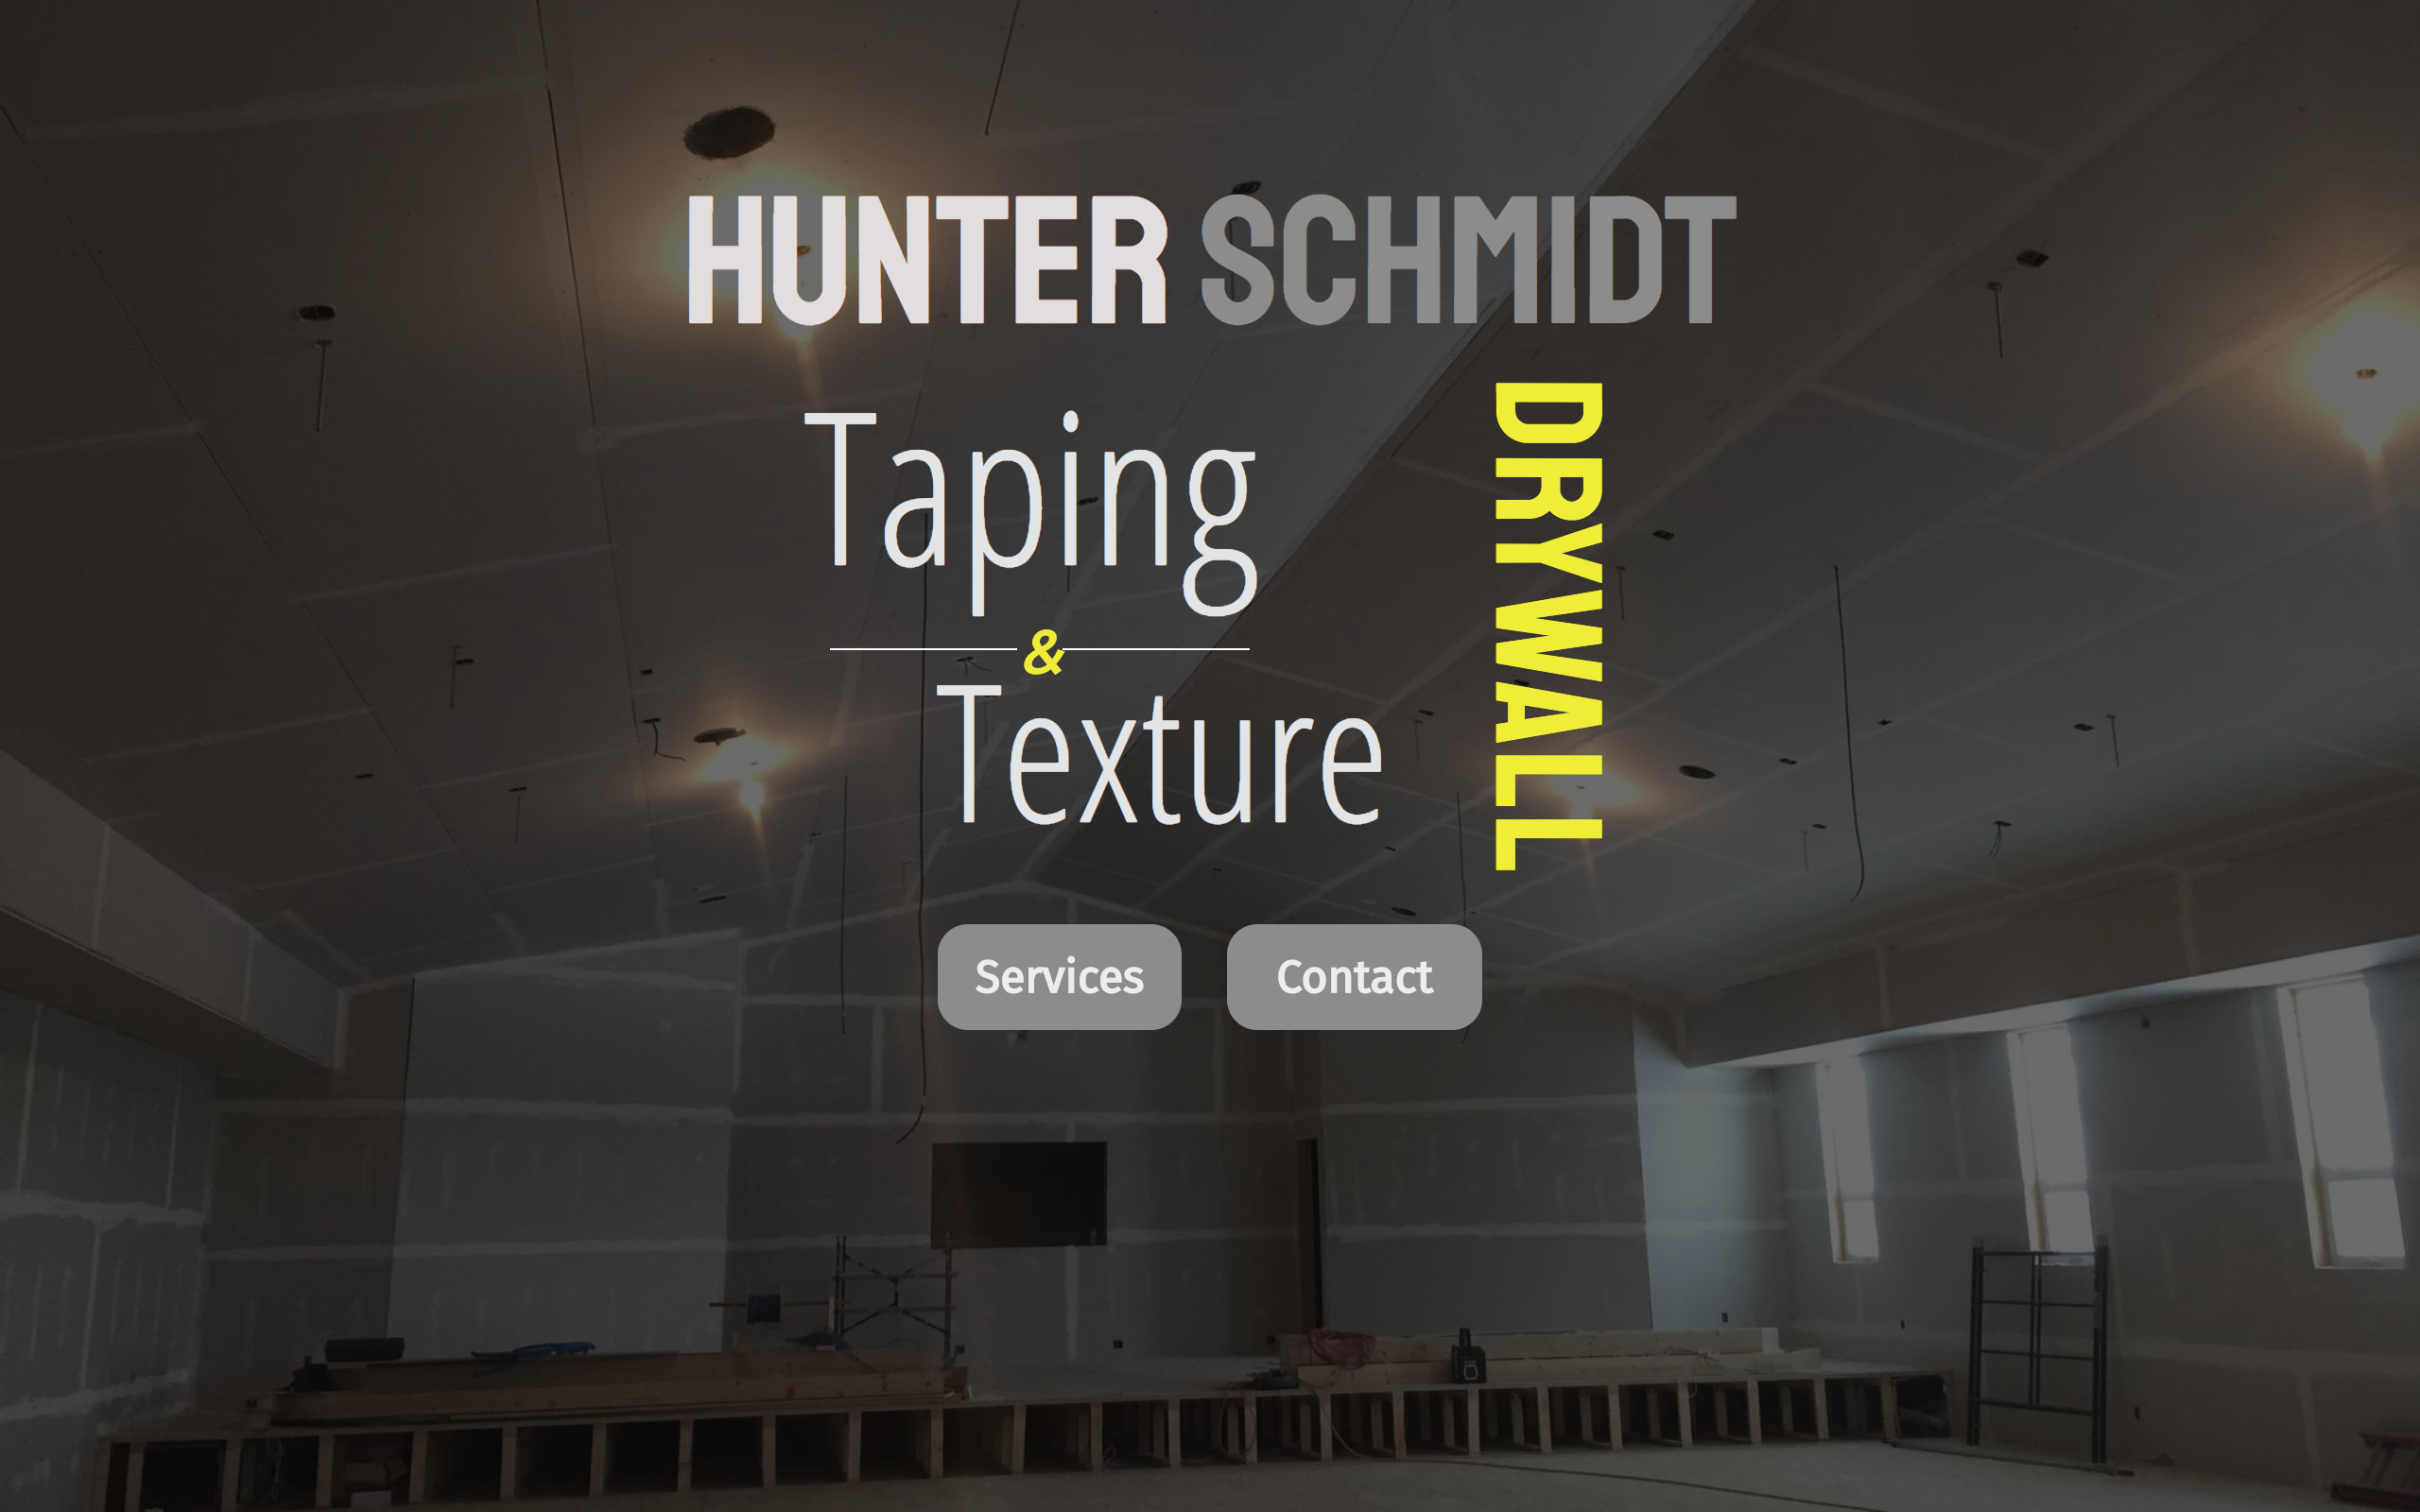 HUNTER SCHMIDT
Taping
&
Texture
DRYWALL
Services
Contact